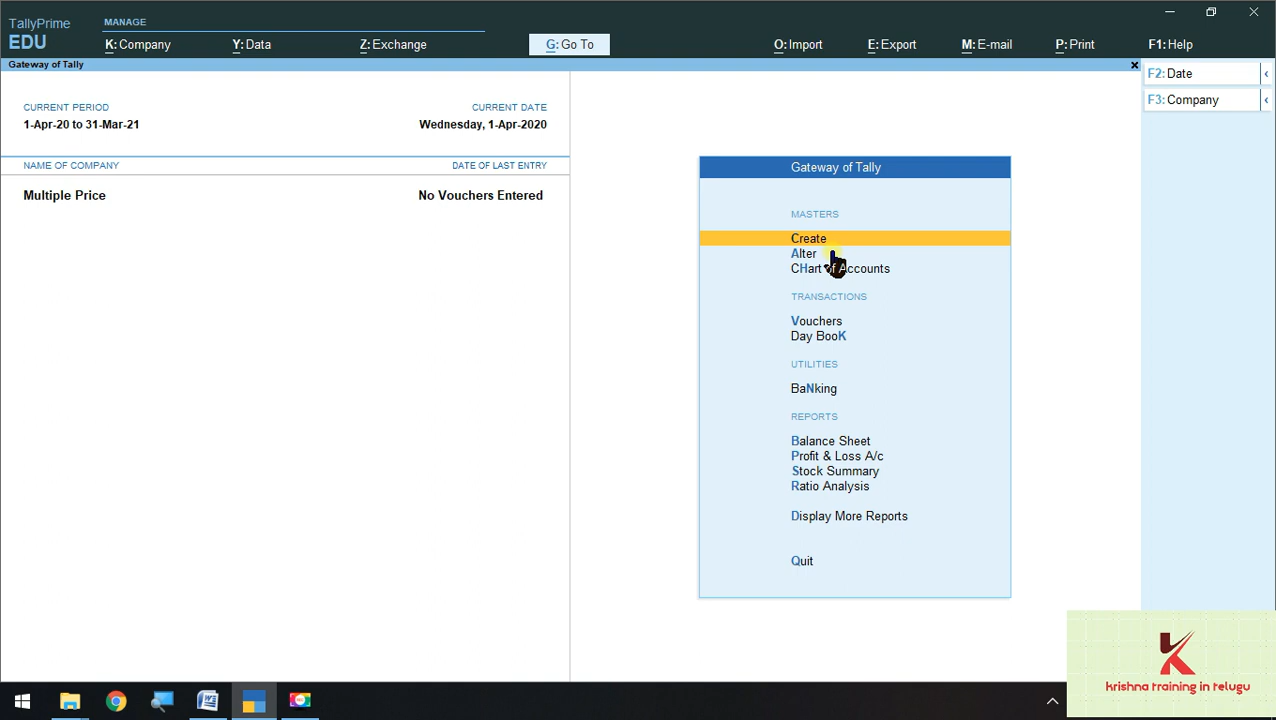 TallyPrime
EDU
MANAGE
K: Company
Y: Data
Z: Exchange
G: Go To
O: Import
E: Export
M: E-mail
P: Print
F1: Help
Gateway of Tally
CURRENT PERIOD
CURRENT DATE
1-Apr-20 to 31-Mar-21
Wednesday, 1-Apr-2020
NAME OF COMPANY
DATE OF LAST ENTRY
Multiple Price
No Vouchers Entered
Gateway of Tally
MASTERS
Create
Alter
CHart of Accounts
TRANSACTIONS
Vouchers
Day BooK
UTILITIES
BaNking
REPORTS
Balance Sheet
Profit & Loss A/c
Stock Summary
Ratio Analysis
Display More Reports
Quit
F2: Date
F3: Company
krishna training in telugu